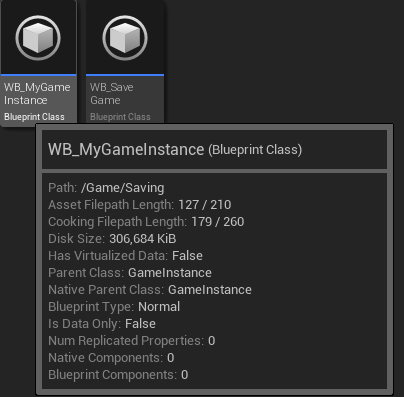 WB_MyGame
Instance
Blueprint Class
WB_Save
Game
Blueprint Class
WB_MyGameInstance (Blueprint Class)
Path: /Game/Saving
Asset Filepath Length: 127 / 210
Cooking Filepath Length: 179 / 260
Disk Size: 306,684 KiB
Has Virtualized Data: False
Parent Class: GameInstance
Native Parent Class: GameInstance
Blueprint Type: Normal
Is Data Only: False
Num Replicated Properties: 0
Native Components: 0
Blueprint Components: 0